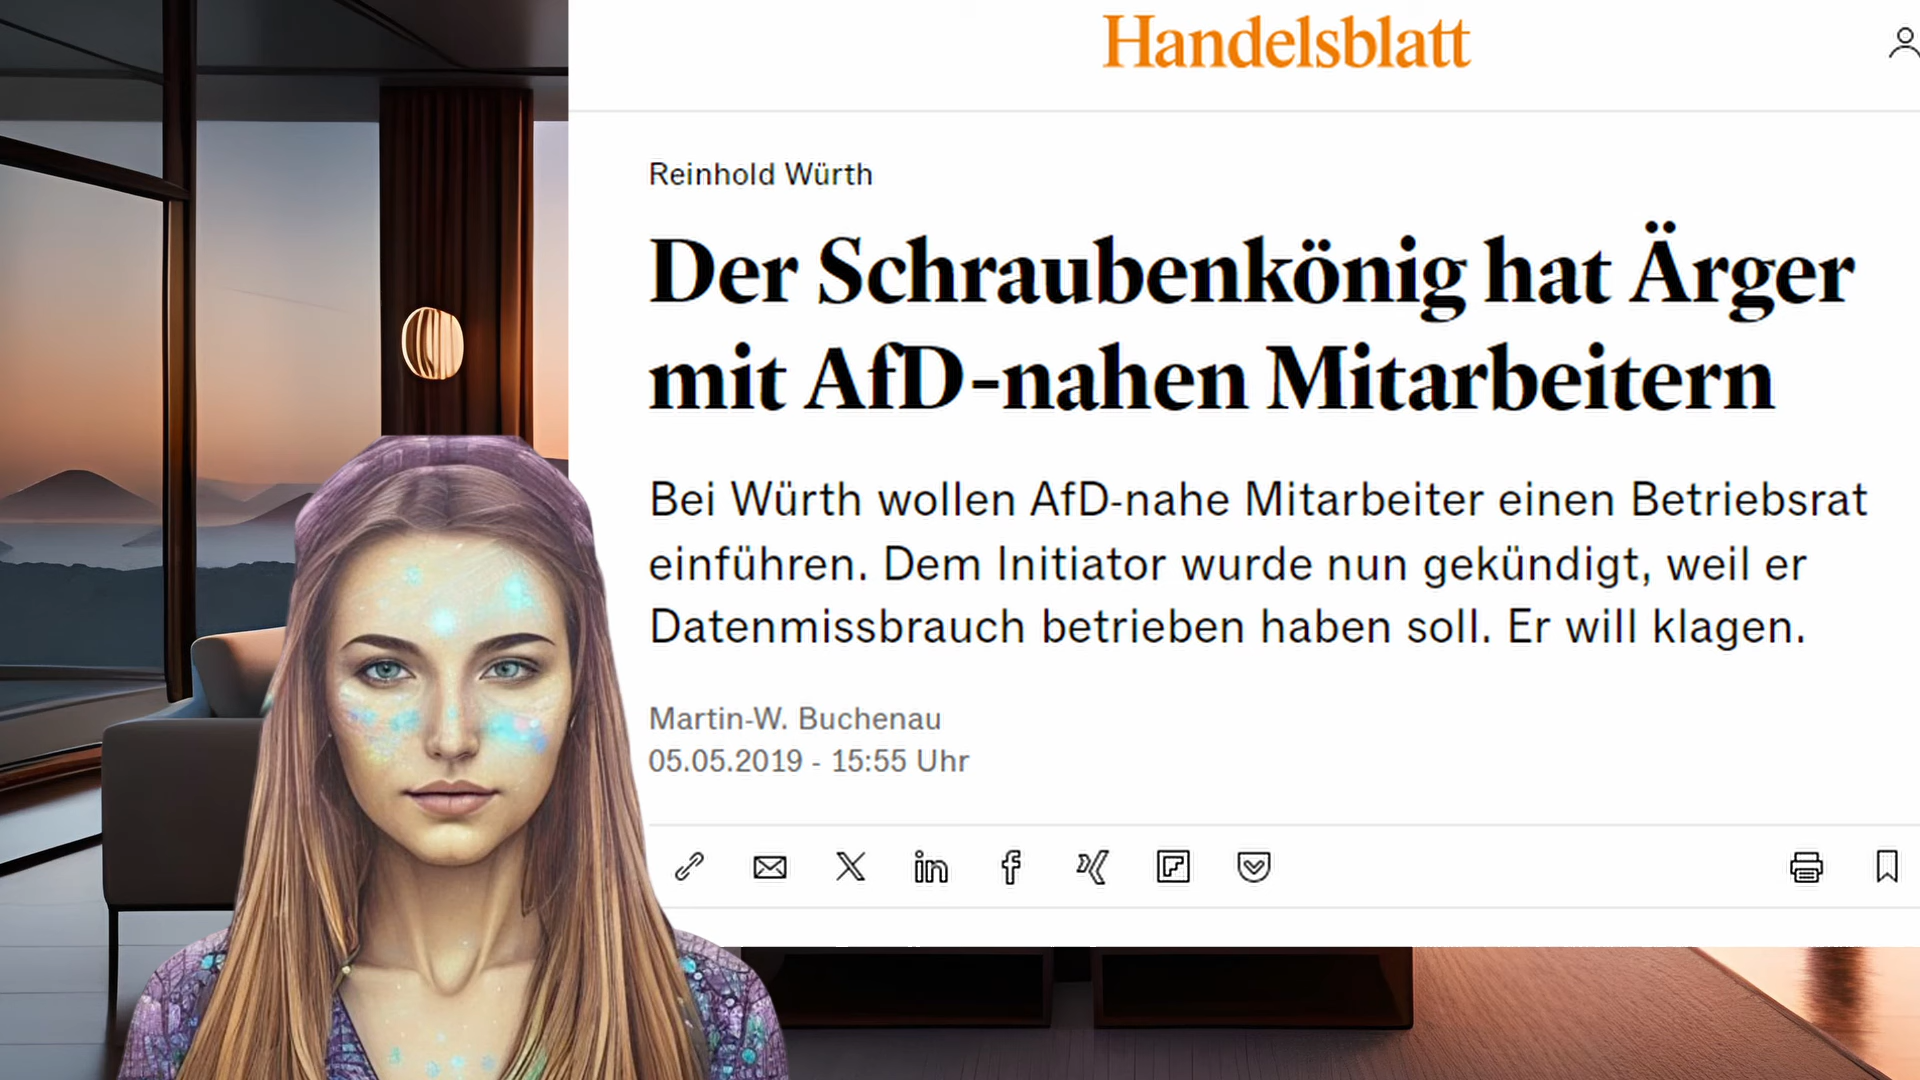 Handelsblatt
Reinhold Würth
Der Schraubenkönig hat Ärger
mit AfD-nahen Mitarbeitern
Bei Würth wollen AfD-nahe Mitarbeiter einen Betriebsrat
einführen. Dem Initiator wurde nun gekündigt, weil er
Datenmissbrauch betrieben haben soll. Er will klagen.
Martin-W. Buchenau
05.05.2019 - 15:55 Uhr